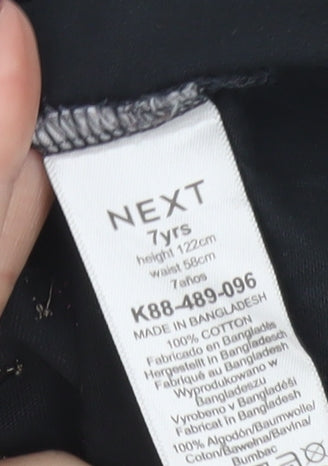 NEXT
7yrs
height 122cm
waist 58cm
7años
K88-489-096
MADE IN BANGLADESH
100% COTTON
Fabricado en Bangladés
Hergestellt in Bangladesch
Fabriqué au Bangladesh
Wyprodukowano w
Bangladeszu
Vyrobeno v Bangladéši
Fabricat în Bangladesh
100% Algodón/Baumwolle/
Coton/Bawełna/Bavlna/
Bumbac